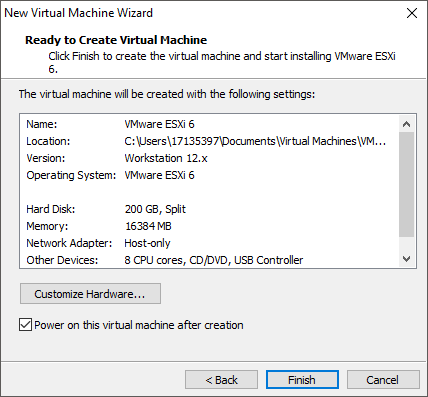 New Virtual Machine Wizard
Ready to Create Virtual Machine
Click Finish to create the virtual machine and start installing VMware ESXi
6.
The virtual machine will be created with the following settings:
Name: VMware ESXi 6
Location: C:\Users\17135397\Documents\Virtual Machines\VM...
Version: Workstation 12.x
Operating System: VMware ESXi 6
Hard Disk: 200 GB, Split
Memory: 16384 MB
Network Adapter: Host-only
Other Devices: 8 CPU cores, CD/DVD, USB Controller
Customize Hardware...
Power on this virtual machine after creation
< Back Finish Cancel